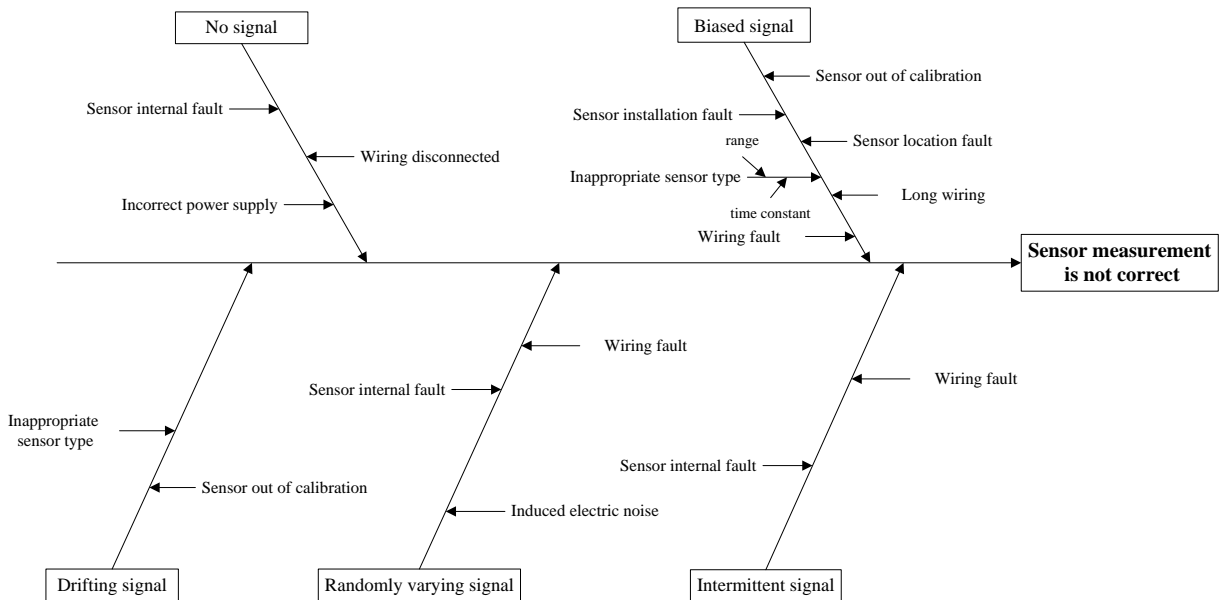 No signal
Biased signal
Sensor out of calibration
Sensor internal fault
Sensor installation fault
range
Sensor location fault
Wiring disconnected
Inappropriate sensor type
Long wiring
Incorrect power supply
time constant
Wiring fault
Sensor measurement
is not correct
Wiring fault
Wiring fault
Sensor internal fault
Inappropriate
sensor type
Sensor internal fault
Sensor out of calibration
Induced electric noise
Drifting signal
Randomly varying signal
Intermittent signal